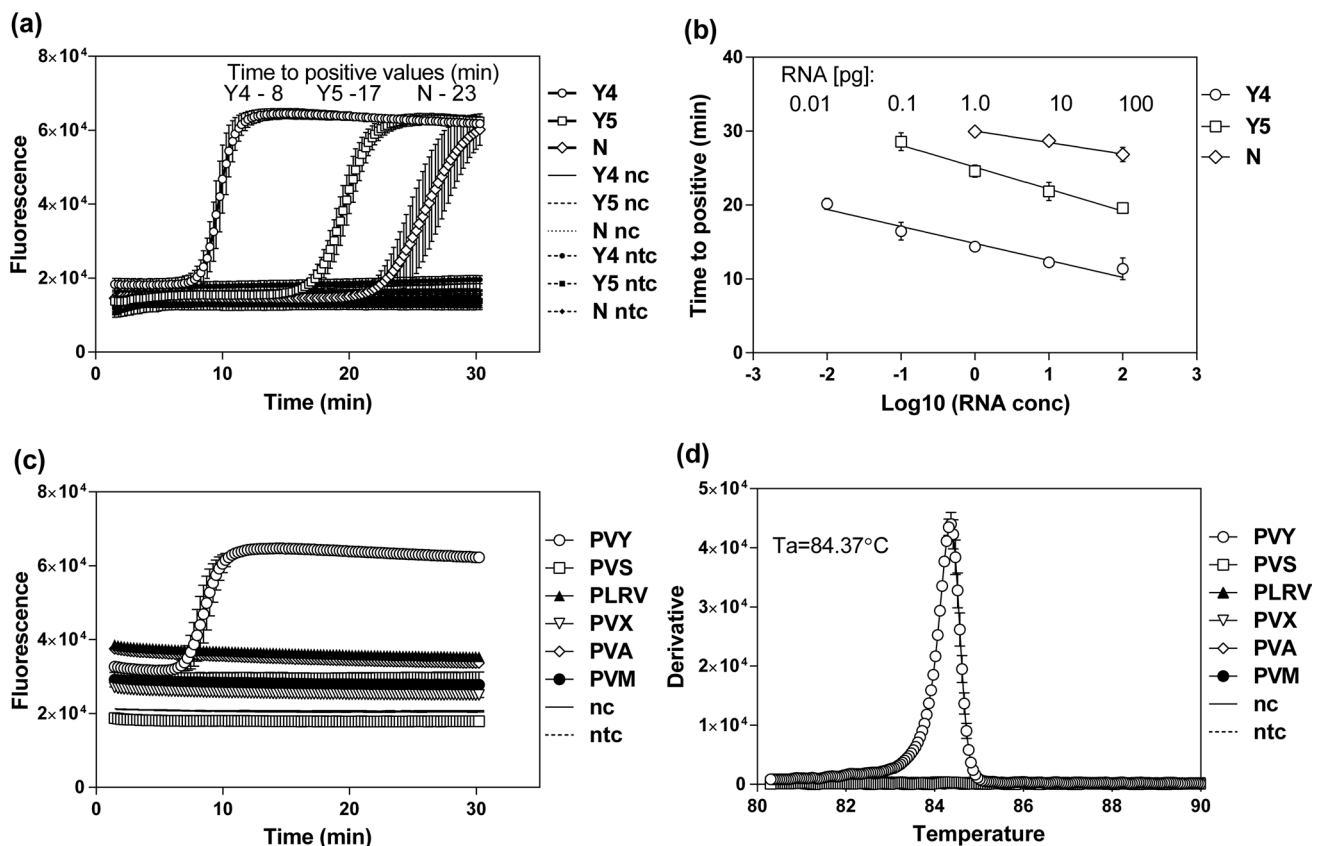 (a)
8×10⁴
6×10⁴
4×10⁴
2×10⁴
0
Fluorescence
Time to positive values (min)
Y4 - 8 Y5 -17 N - 23
0 10 20 30
Time (min)
Y4
Y5
N
Y4 nc
Y5 nc
N nc
Y4 ntc
Y5 ntc
N ntc
(b)
40
30
20
10
0
Time to positive (min)
RNA [pg]:
0.01 0.1 1.0 10 100
-3 -2 -1 0 1 2 3
Log10 (RNA conc)
Y4
Y5
N
(c)
8×10⁴
6×10⁴
4×10⁴
2×10⁴
0
Fluorescence
0 10 20 30
Time (min)
PVY
PVS
PLRV
PVX
PVA
PVM
nc
ntc
(d)
5×10⁴
4×10⁴
3×10⁴
2×10⁴
1×10⁴
0
Derivative
Ta=84.37°C
80 82 84 86 88 90
Temperature
PVY
PVS
PLRV
PVX
PVA
PVM
nc
ntc